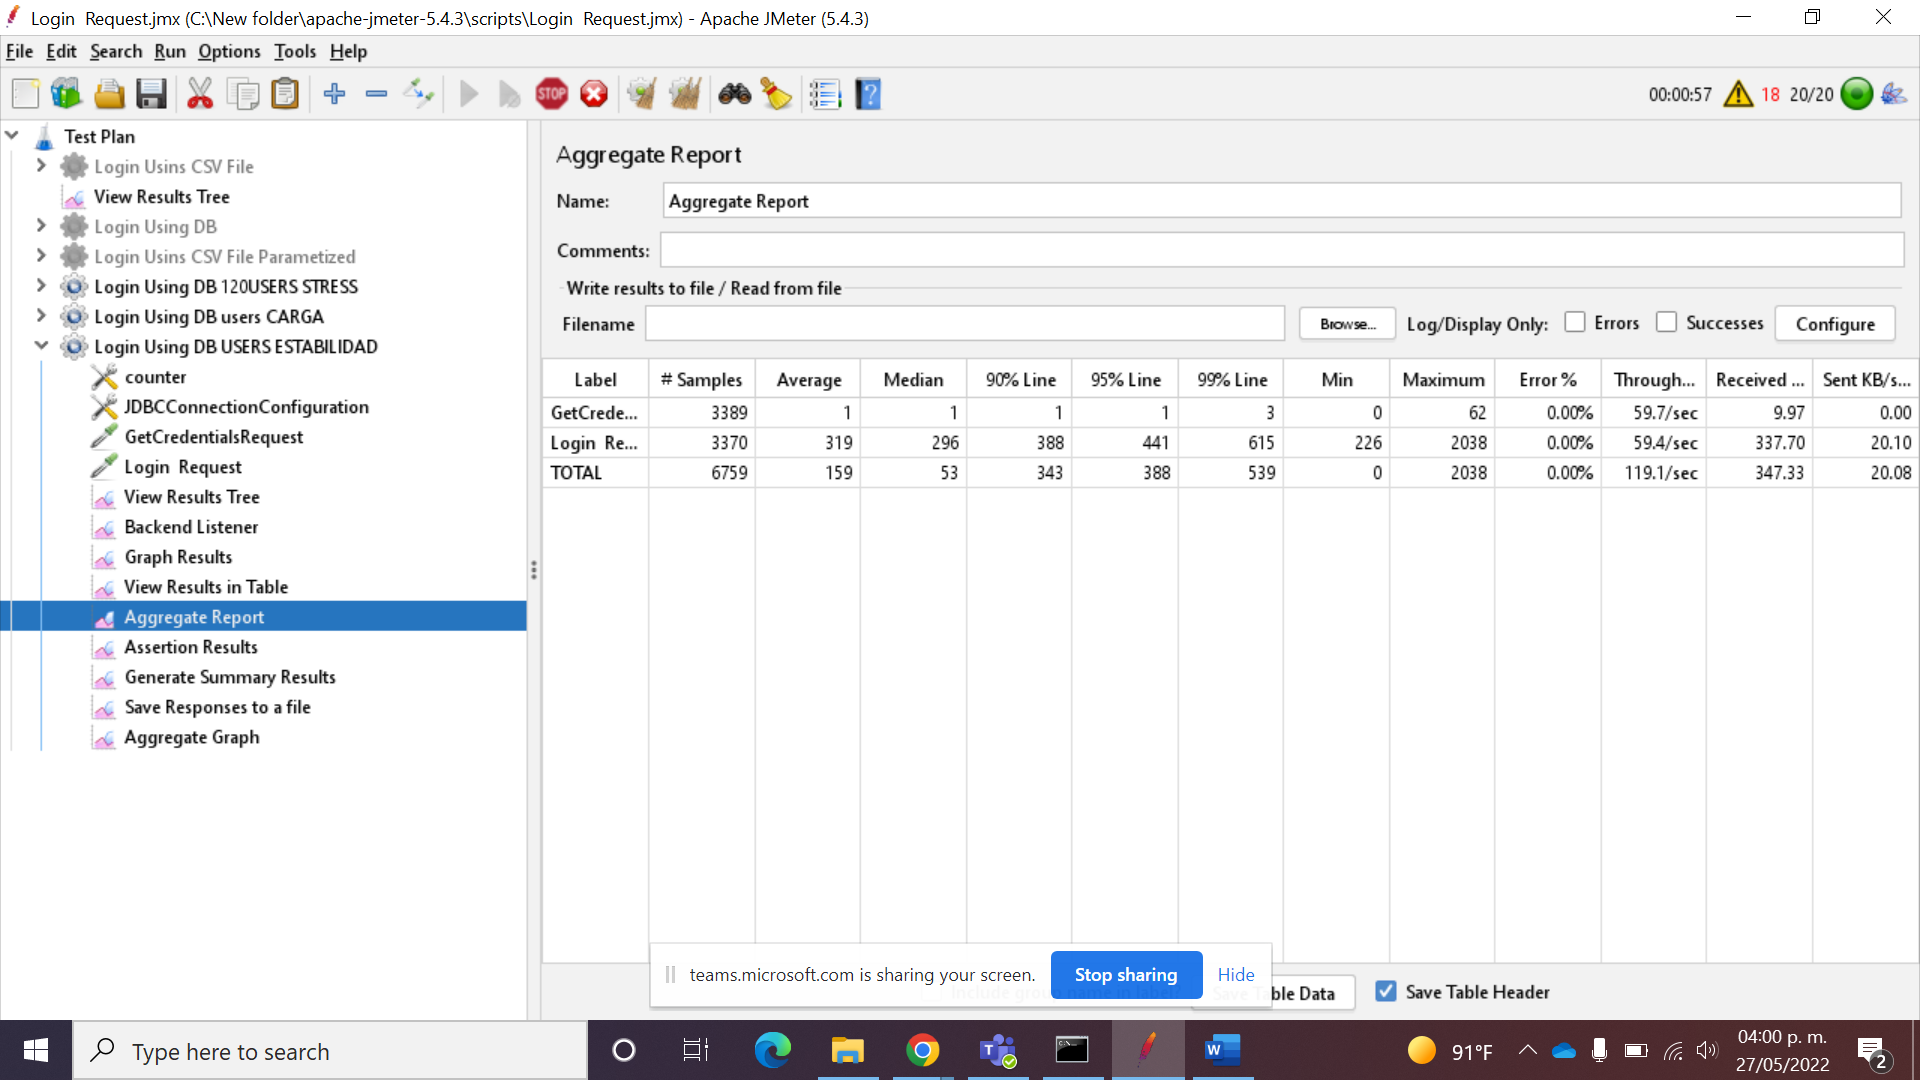 Login  Request.jmx (C:\New folder\apache-jmeter-5.4.3\scripts\Login  Request.jmx) - Apache JMeter (5.4.3)
File Edit Search Run Options Tools Help
STOP
00:00:57 18 20/20
Test Plan
Login Usins CSV File
View Results Tree
Login Using DB
Login Usins CSV File Parametized
Login Using DB 120USERS STRESS
Login Using DB users CARGA
Login Using DB USERS ESTABILIDAD
counter
JDBCConnectionConfiguration
GetCredentialsRequest
Login  Request
View Results Tree
Backend Listener
Graph Results
View Results in Table
Aggregate Report
Assertion Results
Generate Summary Results
Save Responses to a file
Aggregate Graph
Aggregate Report
Name: Aggregate Report
Comments:
Write results to file / Read from file
Filename Browse... Log/Display Only: Errors Successes Configure
Label # Samples Average Median 90% Line 95% Line 99% Line Min Maximum Error % Through... Received ... Sent KB/s...
GetCrede... 3389 1 1 1 1 3 0 62 0.00% 59.7/sec 9.97 0.00
Login  Re... 3370 319 296 388 441 615 226 2038 0.00% 59.4/sec 337.70 20.10
TOTAL 6759 159 53 343 388 539 0 2038 0.00% 119.1/sec 347.33 20.08
teams.microsoft.com is sharing your screen. Stop sharing Hide
Include group name in label? Save Table Data Save Table Header
Type here to search
91°F
04:00 p. m.
27/05/2022
2